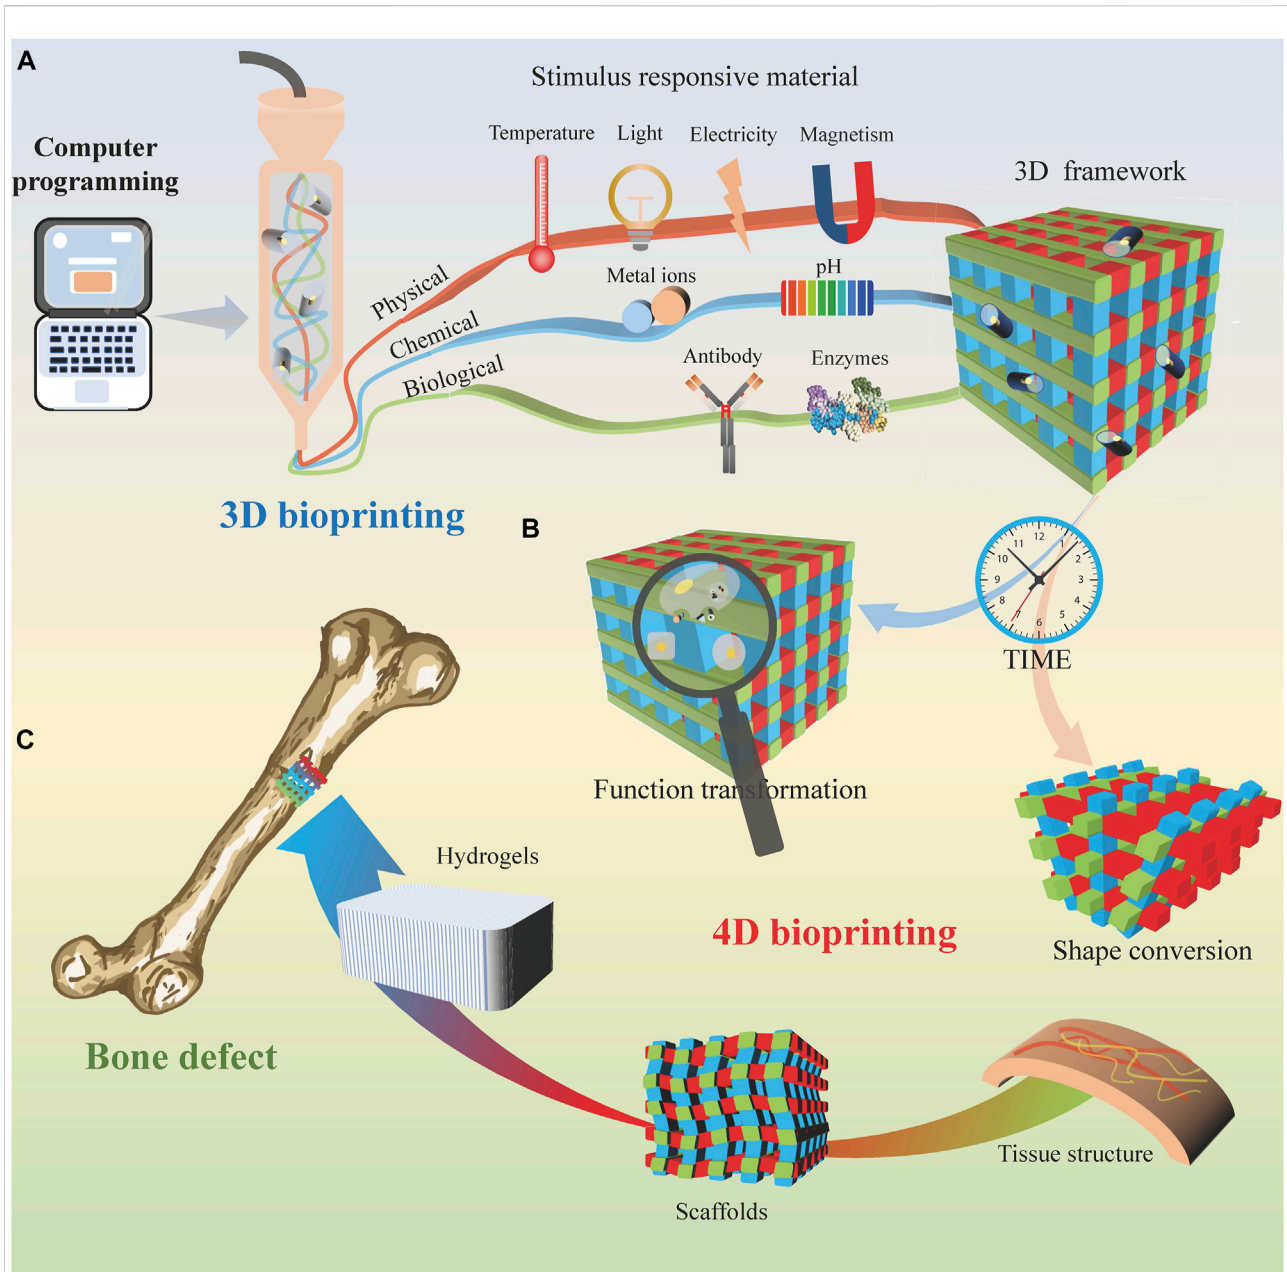 A
Stimulus responsive material
Computer
programming
Temperature
Light
Electricity
Magnetism
3D framework
Physical
Metal ions
pH
Chemical
Antibody
Enzymes
Biological
3D bioprinting
B
12
11
1
10
2
9
3
8
4
7
5
6
TIME
C
Function transformation
Hydrogels
4D bioprinting
Shape conversion
Bone defect
Tissue structure
Scaffolds